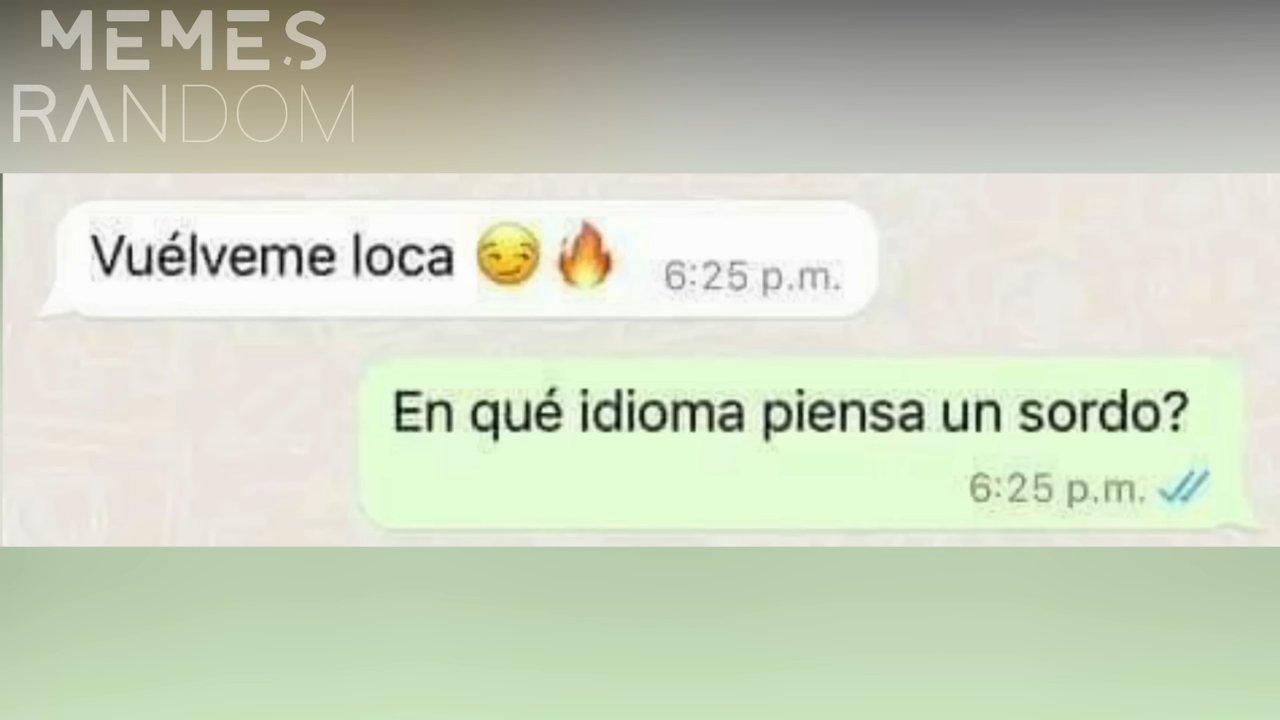 MEMES
RANDOM
Vuélveme loca 😏🔥 6:25 p.m.
En qué idioma piensa un sordo?
6:25 p.m.